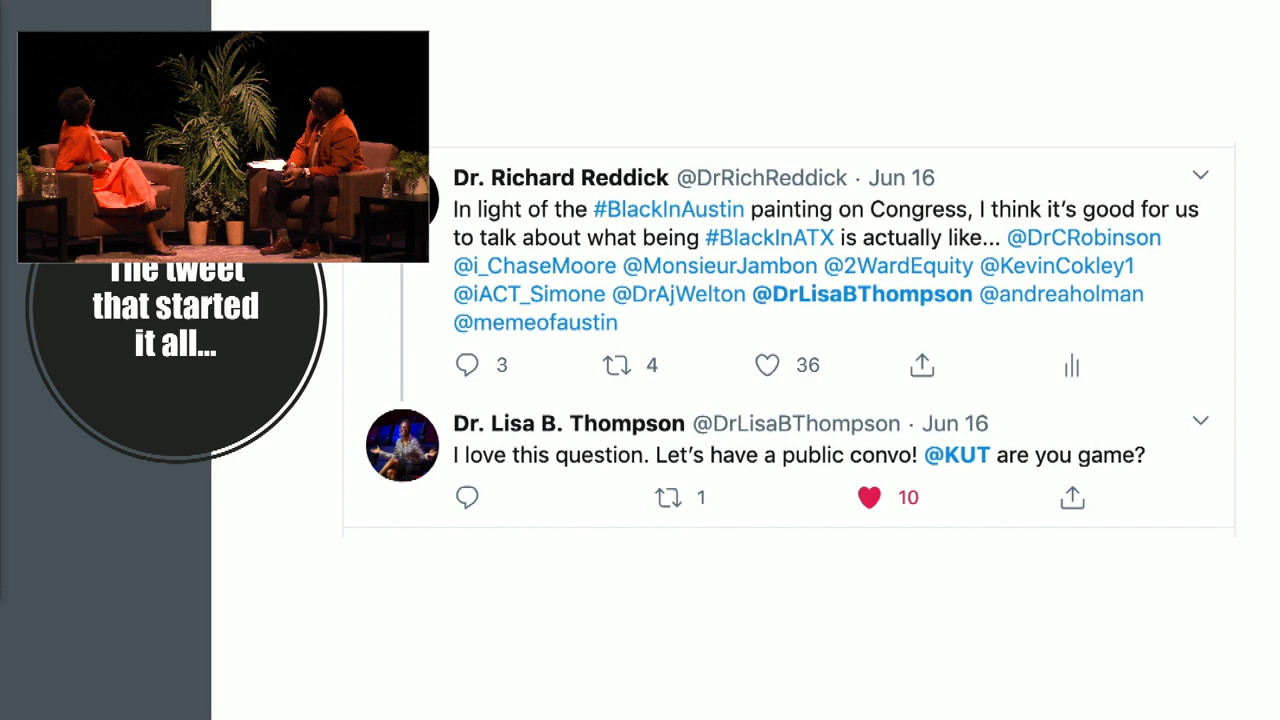 The tweet
that started
it all...
Dr. Richard Reddick @DrRichReddick · Jun 16
In light of the #BlackInAustin painting on Congress, I think it's good for us
to talk about what being #BlackInATX is actually like... @DrCRobinson
@i_ChaseMoore @MonsieurJambon @2WardEquity @KevinCokley1
@iACT_Simone @DrAjWelton @DrLisaBThompson @andreaholman
@memeofaustin
3 4 36
Dr. Lisa B. Thompson @DrLisaBThompson · Jun 16
I love this question. Let's have a public convo! @KUT are you game?
1 10